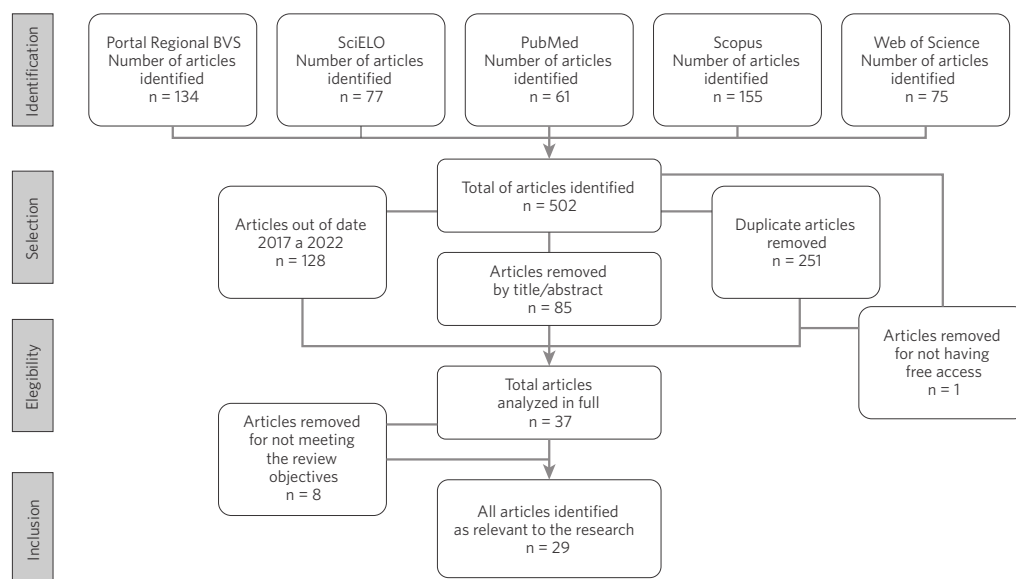 Identification
Portal Regional BVS
Number of articles
identified
n = 134
SciELO
Number of articles
identified
n = 77
PubMed
Number of articles
identified
n = 61
Scopus
Number of articles
identified
n = 155
Web of Science
Number of articles
identified
n = 75
Selection
Total of articles identified
n = 502
Articles out of date
2017 a 2022
n = 128
Duplicate articles
removed
n = 251
Articles removed
by title/abstract
n = 85
Elegibility
Articles removed
for not having
free access
n = 1
Total articles
analyzed in full
n = 37
Articles removed
for not meeting
the review
objectives
n = 8
Inclusion
All articles identified
as relevant to the research
n = 29